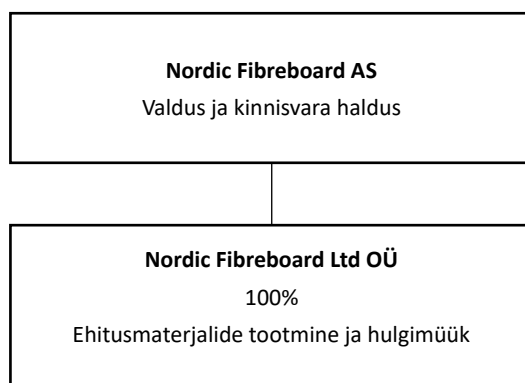 Nordic Fibreboard AS
Valdus ja kinnisvara haldus
Nordic Fibreboard Ltd OÜ
100%
Ehitusmaterjalide tootmine ja hulgimüük